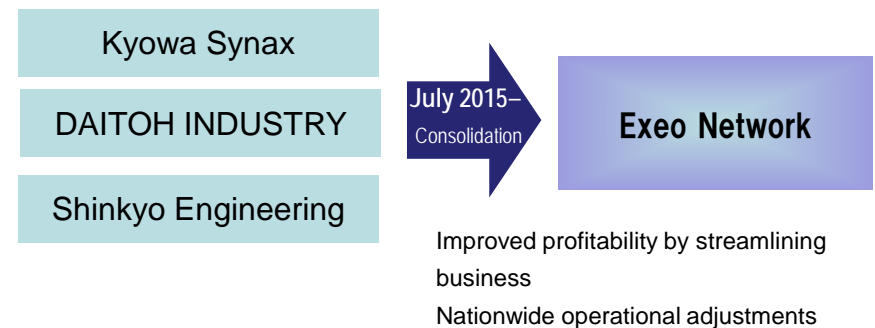 Kyowa Synax
DAITOH INDUSTRY
Shinkyo Engineering
July 2015–
Consolidation
Exeo Network
Improved profitability by streamlining
business
Nationwide operational adjustments